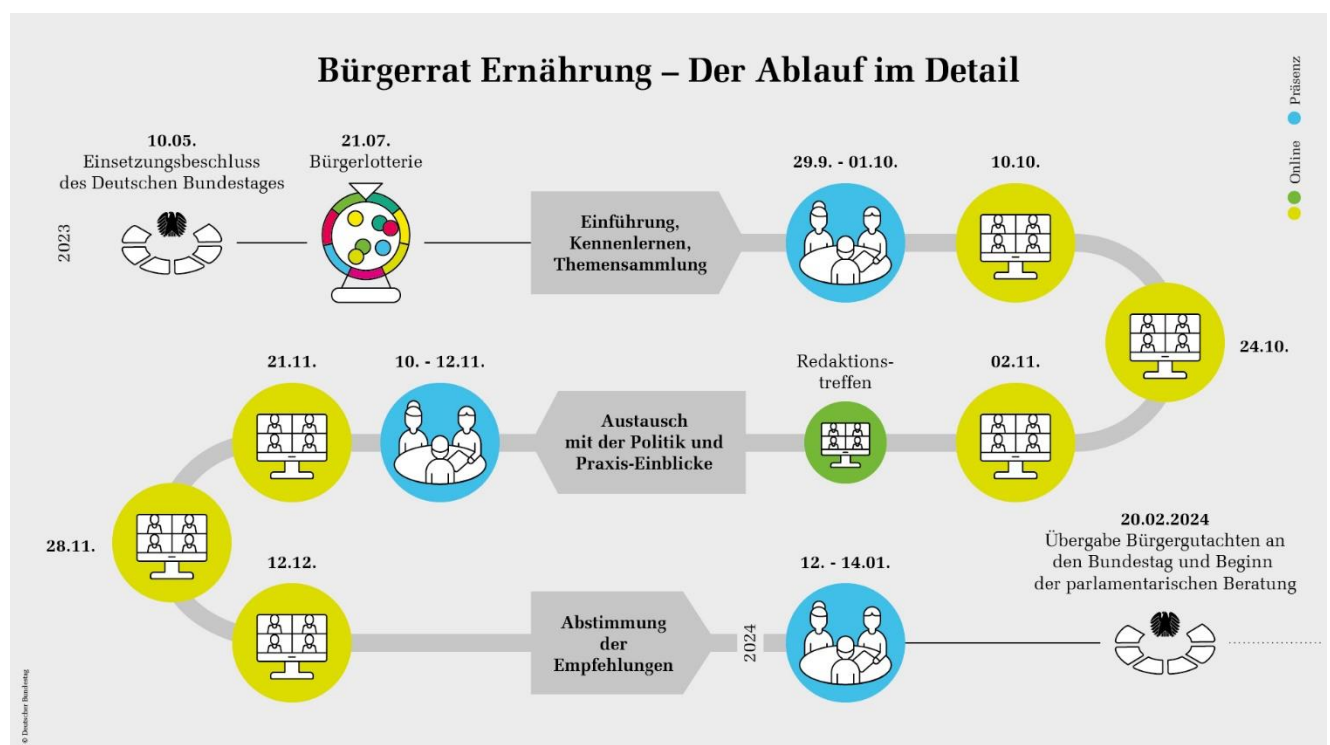 Bürgerrat Ernährung – Der Ablauf im Detail
Präsenz
Online
2023
10.05.
Einsetzungsbeschluss
des Deutschen Bundestages
21.07.
Bürgerlotterie
Einführung,
Kennenlernen,
Themensammlung
29.9. - 01.10.
10.10.
24.10.
02.11.
Redaktions-
treffen
Austausch
mit der Politik und
Praxis-Einblicke
10. - 12.11.
21.11.
28.11.
12.12.
Abstimmung
der
Empfehlungen
2024
12. - 14.01.
20.02.2024
Übergabe Bürgergutachten an
den Bundestag und Beginn
der parlamentarischen Beratung
© Deutscher Bundestag